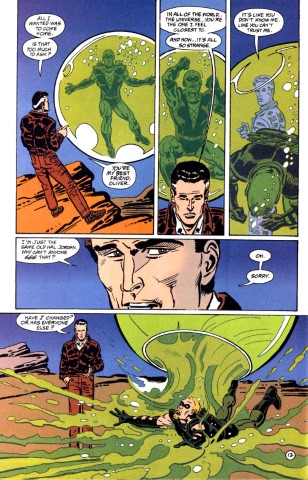 ALL I
WANTED WAS
TO COME
HOME.
IS THAT
TOO MUCH
TO ASK?
YOU'RE
MY BEST
FRIEND,
OLIVER.
IN ALL OF THE WORLD...
THE UNIVERSE... YOU'RE
THE ONE I FEEL
CLOSEST TO.
AND NOW... IT'S ALL
SO STRANGE.
IT'S LIKE YOU
DON'T KNOW ME.
LIKE YOU CAN'T
TRUST ME.
I'M JUST THE
SAME OLD HAL JORDAN.
WHY CAN'T ANYONE
SEE THAT?
OH.
SORRY.
HAVE I CHANGED?
OR HAS EVERYONE
ELSE?
12